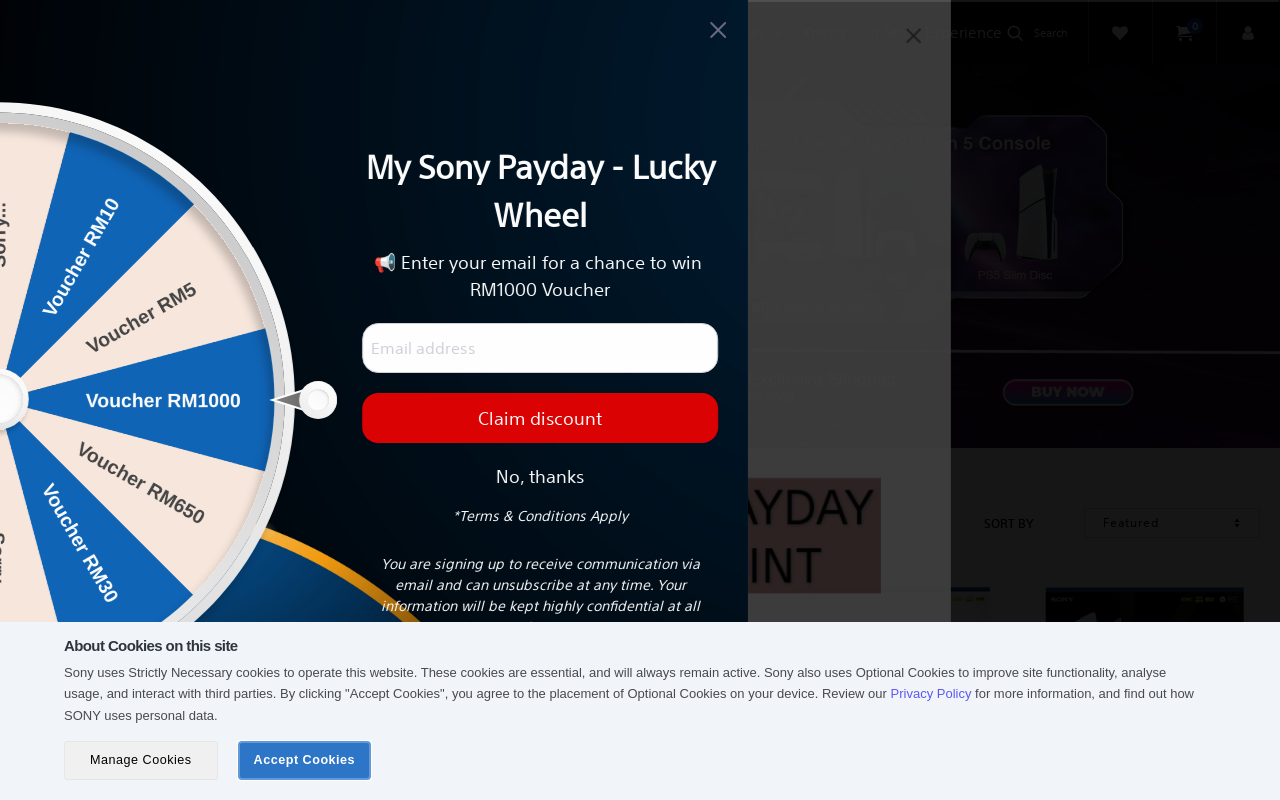 My Sony Payday - Lucky
Wheel
📢 Enter your email for a chance to win
RM1000 Voucher
Email address
Claim discount
No, thanks
*Terms & Conditions Apply
You are signing up to receive communication via
email and can unsubscribe at any time. Your
information will be kept highly confidential at all
Sorry...
Voucher RM10
Voucher RM5
Voucher RM1000
Voucher RM650
Voucher RM30
Search
0
5 Console
PS5 Slim Disc
BUY NOW
SORT BY
Featured
SONY
About Cookies on this site
Sony uses Strictly Necessary cookies to operate this website. These cookies are essential, and will always remain active. Sony also uses Optional Cookies to improve site functionality, analyse
usage, and interact with third parties. By clicking "Accept Cookies", you agree to the placement of Optional Cookies on your device. Review our Privacy Policy for more information, and find out how
SONY uses personal data.
Manage Cookies
Accept Cookies